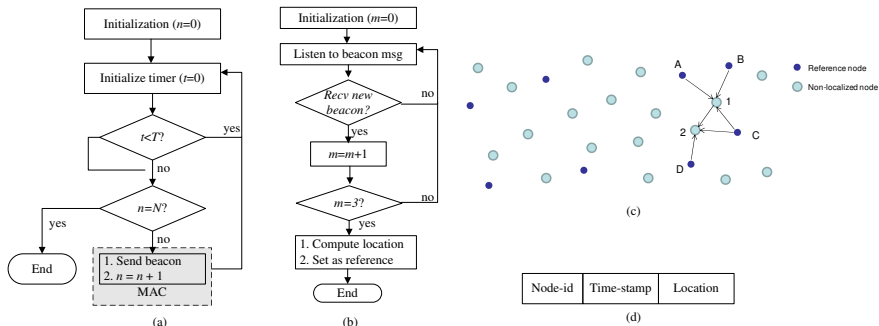 Initialization (n=0)
Initialize timer (t=0)
t<T?
yes
no
n=N?
yes
no
End
1. Send beacon
2. n = n + 1
MAC
(a)
Initialization (m=0)
Listen to beacon msg
Recv new
beacon?
no
yes
m=m+1
m=3?
no
yes
1. Compute location
2. Set as reference
End
(b)
A
B
1
2
C
D
Reference node
Non-localized node
(c)
Node-id
Time-stamp
Location
(d)